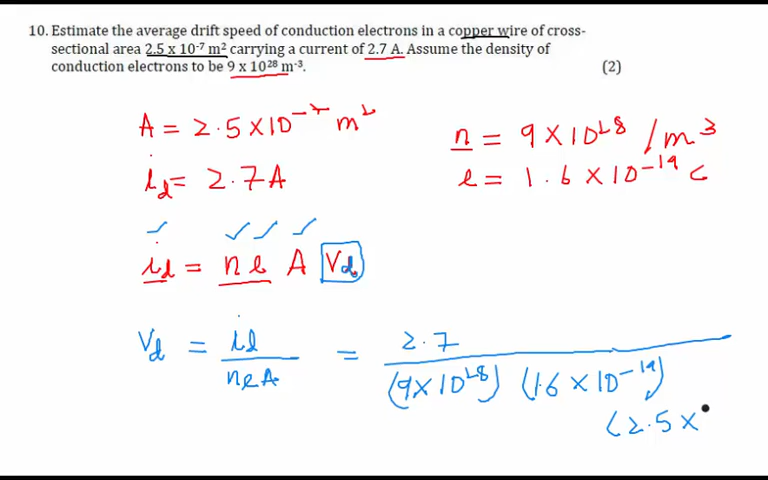 10. Estimate the average drift speed of conduction electrons in a copper wire of cross-
sectional area 2.5 x 10⁻⁷ m² carrying a current of 2.7 A. Assume the density of
conduction electrons to be 9 x 10²⁸ m⁻³. (2)
A = 2.5 × 10⁻⁷ m²
n = 9 × 10²⁸ / m³
i_d = 2.7 A
e = 1.6 × 10⁻¹⁹ C
i_d = n e A V_d
V_d = i_d / n e A = 2.7 / (9 × 10²⁸) (1.6 × 10⁻¹⁹)
(2.5 ×